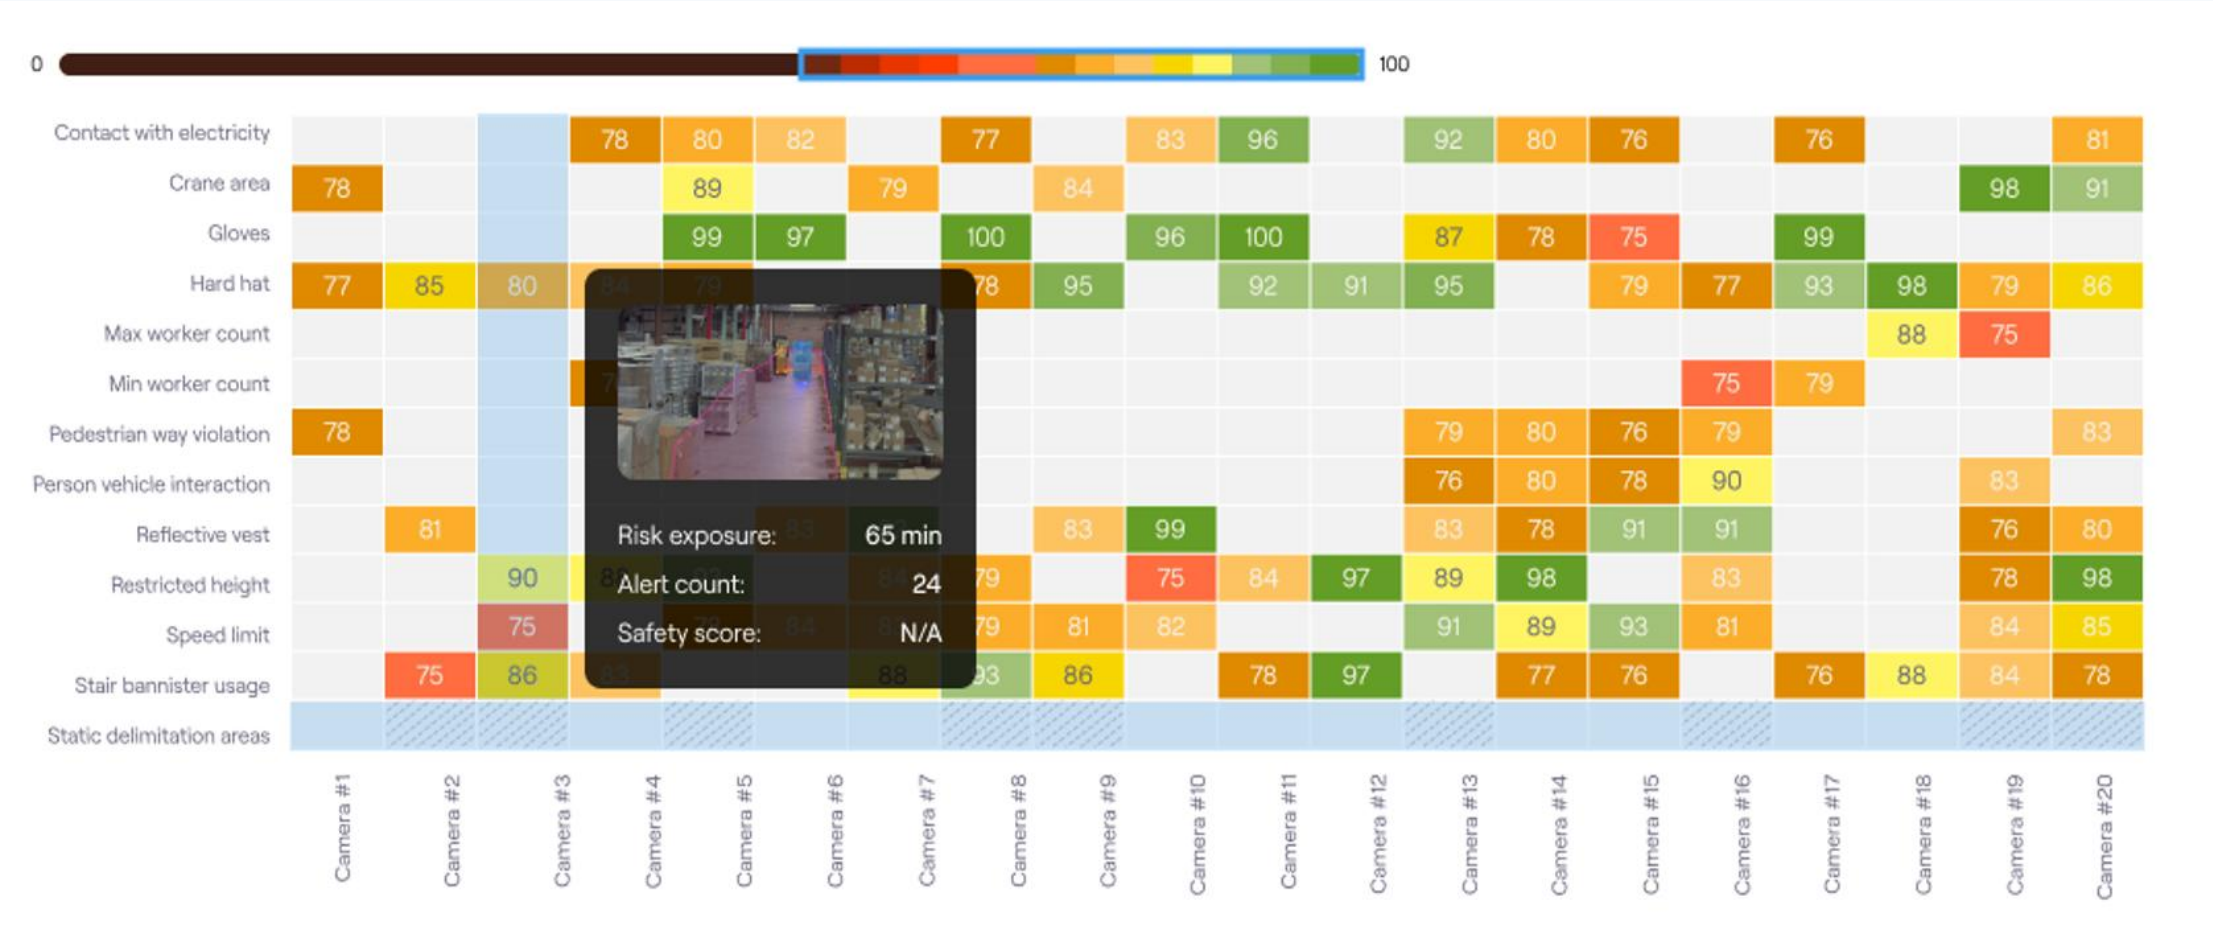 0 100
Contact with electricity 78 80 82 77 83 96 92 80 76 76 81
Crane area 78 89 79 84 98 91
Gloves 99 97 100 96 100 87 78 75 99
Hard hat 77 85 80 84 79 78 95 92 91 95 79 77 93 98 79 86
Max worker count 88 75
Min worker count 75 79
Pedestrian way violation 78 79 80 76 79 83
Person vehicle interaction 76 80 78 90 83
Reflective vest 81 83 83 99 83 78 91 91 76 80
Risk exposure: 65 min
Restricted height 90 79 75 84 97 89 98 83 78 98
Alert count: 24
Speed limit 75 84 79 81 82 91 89 93 81 84 85
Safety score: N/A
Stair bannister usage 75 86 83 88 93 86 78 97 77 76 76 88 84 78
Static delimitation areas
Camera #1
Camera #2
Camera #3
Camera #4
Camera #5
Camera #6
Camera #7
Camera #8
Camera #9
Camera #10
Camera #11
Camera #12
Camera #13
Camera #14
Camera #15
Camera #16
Camera #17
Camera #18
Camera #19
Camera #20